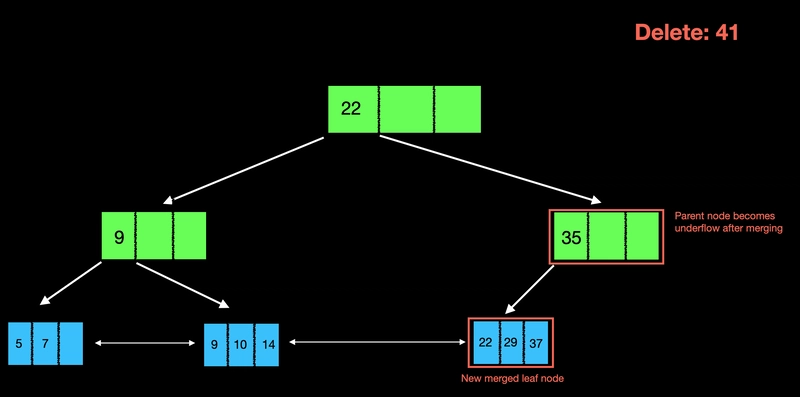 Delete: 41
22
9
35
Parent node becomes
underflow after merging
5 7
9 10 14
22 29 37
New merged leaf node